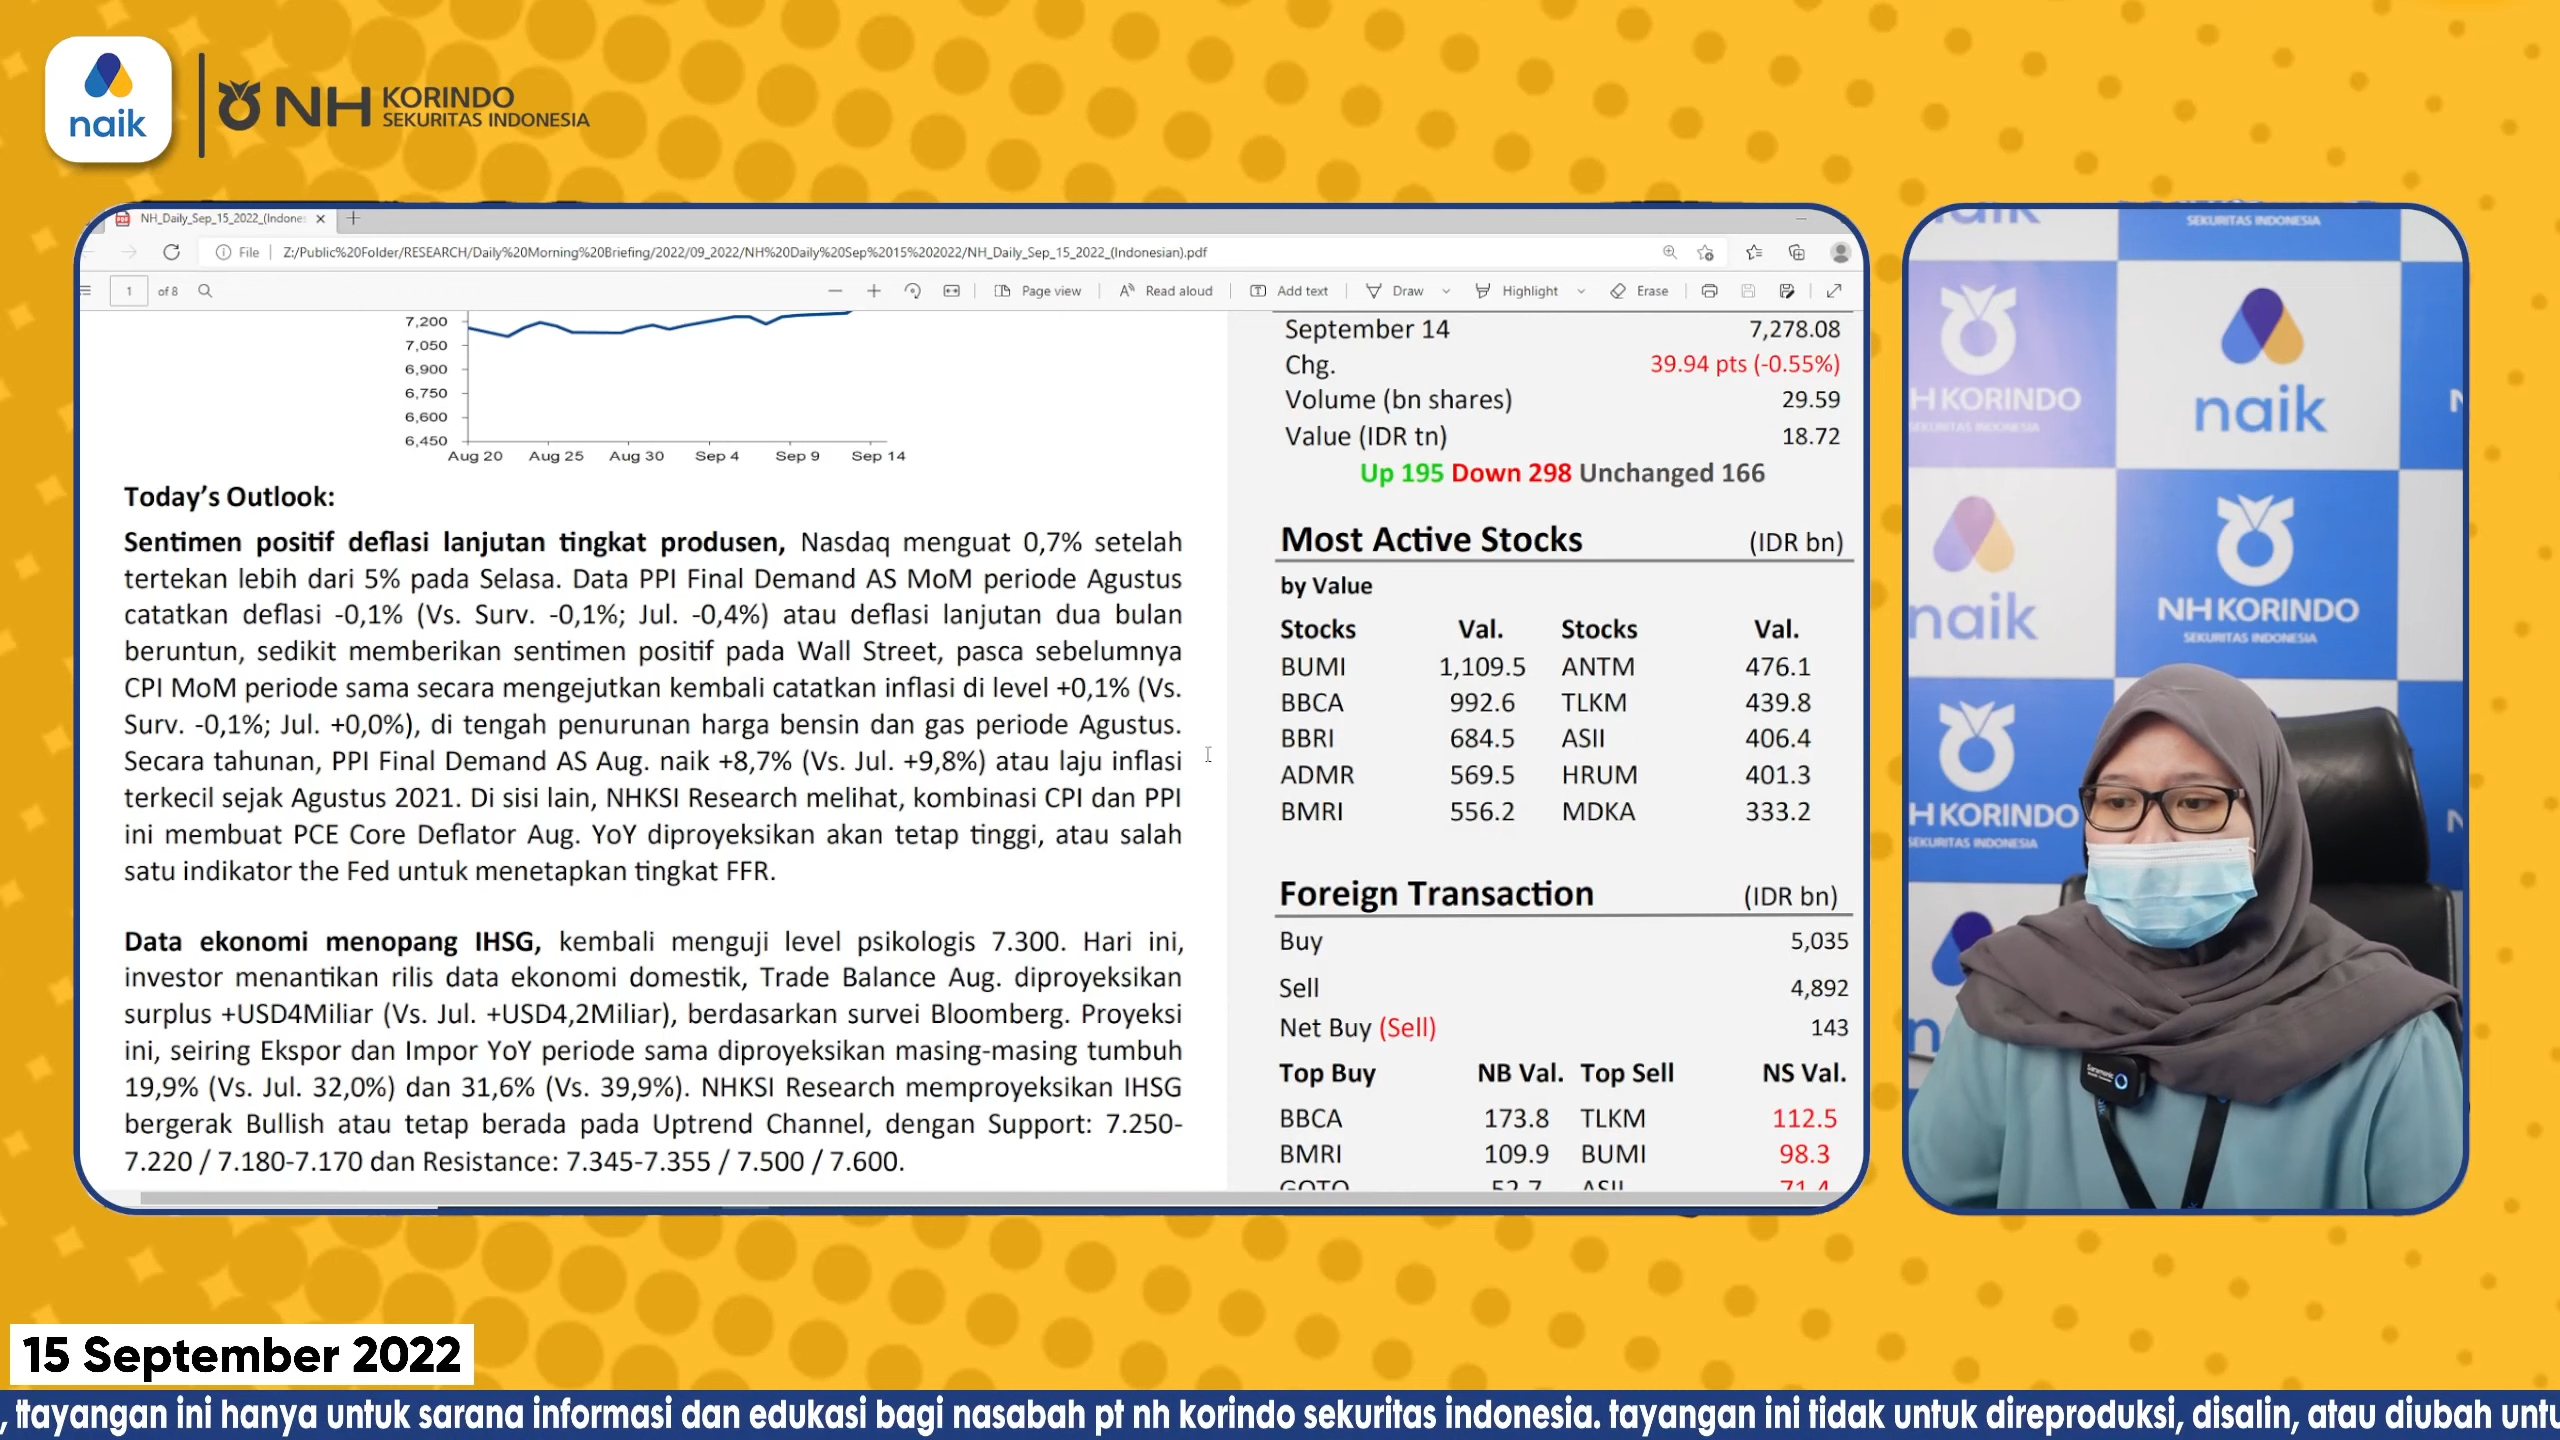 naik
NH KORINDO
SEKURITAS INDONESIA
NH_Daily_Sep_15_2022_(Indones
File
Z:/Public%20Folder/RESEARCH/Daily%20Morning%20Briefing/2022/09_2022/NH%20Daily%20Sep%2015%202022/NH_Daily_Sep_15_2022_(Indonesian).pdf
1 of 8
Page view
Read aloud
Add text
Draw
Highlight
Erase
7,200
7,050
6,900
6,750
6,600
6,450
Aug 20 Aug 25 Aug 30 Sep 4 Sep 9 Sep 14
Today’s Outlook:
Sentimen positif deflasi lanjutan tingkat produsen, Nasdaq menguat 0,7% setelah
tertekan lebih dari 5% pada Selasa. Data PPI Final Demand AS MoM periode Agustus
catatkan deflasi -0,1% (Vs. Surv. -0,1%; Jul. -0,4%) atau deflasi lanjutan dua bulan
beruntun, sedikit memberikan sentimen positif pada Wall Street, pasca sebelumnya
CPI MoM periode sama secara mengejutkan kembali catatkan inflasi di level +0,1% (Vs.
Surv. -0,1%; Jul. +0,0%), di tengah penurunan harga bensin dan gas periode Agustus.
Secara tahunan, PPI Final Demand AS Aug. naik +8,7% (Vs. Jul. +9,8%) atau laju inflasi
terkecil sejak Agustus 2021. Di sisi lain, NHKSI Research melihat, kombinasi CPI dan PPI
ini membuat PCE Core Deflator Aug. YoY diproyeksikan akan tetap tinggi, atau salah
satu indikator the Fed untuk menetapkan tingkat FFR.
Data ekonomi menopang IHSG, kembali menguji level psikologis 7.300. Hari ini,
investor menantikan rilis data ekonomi domestik, Trade Balance Aug. diproyeksikan
surplus +USD4Miliar (Vs. Jul. +USD4,2Miliar), berdasarkan survei Bloomberg. Proyeksi
ini, seiring Ekspor dan Impor YoY periode sama diproyeksikan masing-masing tumbuh
19,9% (Vs. Jul. 32,0%) dan 31,6% (Vs. 39,9%). NHKSI Research memproyeksikan IHSG
bergerak Bullish atau tetap berada pada Uptrend Channel, dengan Support: 7.250-
7.220 / 7.180-7.170 dan Resistance: 7.345-7.355 / 7.500 / 7.600.
September 14 7,278.08
Chg. 39.94 pts (-0.55%)
Volume (bn shares) 29.59
Value (IDR tn) 18.72
Up 195 Down 298 Unchanged 166
Most Active Stocks (IDR bn)
by Value
Stocks Val. Stocks Val.
BUMI 1,109.5 ANTM 476.1
BBCA 992.6 TLKM 439.8
BBRI 684.5 ASII 406.4
ADMR 569.5 HRUM 401.3
BMRI 556.2 MDKA 333.2
Foreign Transaction (IDR bn)
Buy 5,035
Sell 4,892
Net Buy (Sell) 143
Top Buy NB Val. Top Sell NS Val.
BBCA 173.8 TLKM 112.5
BMRI 109.9 BUMI 98.3
GOTO 52.7 ASII 71.4
naik
SEKURITAS INDONESIA
H KORINDO
SEKURITAS INDONESIA
naik
naik
NH KORINDO
SEKURITAS INDONESIA
H KORINDO
SEKURITAS INDONESIA
Saramonic
15 September 2022
, ttayangan ini hanya untuk sarana informasi dan edukasi bagi nasabah pt nh korindo sekuritas indonesia. tayangan ini tidak untuk direproduksi, disalin, atau diubah untu